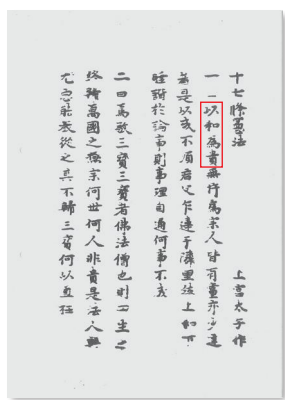 十七條憲法 上宮太子作
一曰以和為貴無忤為宗人皆有黨亦少達
者是以或不順君父乍違于隣里然上和下
睦諧於論事則事理自通何事不成
二曰篤敬三寶三寶者佛法僧也則四生之
終歸萬國之極宗何世何人非貴是法人鮮
尤惡能教從之其不歸三寶何以直枉